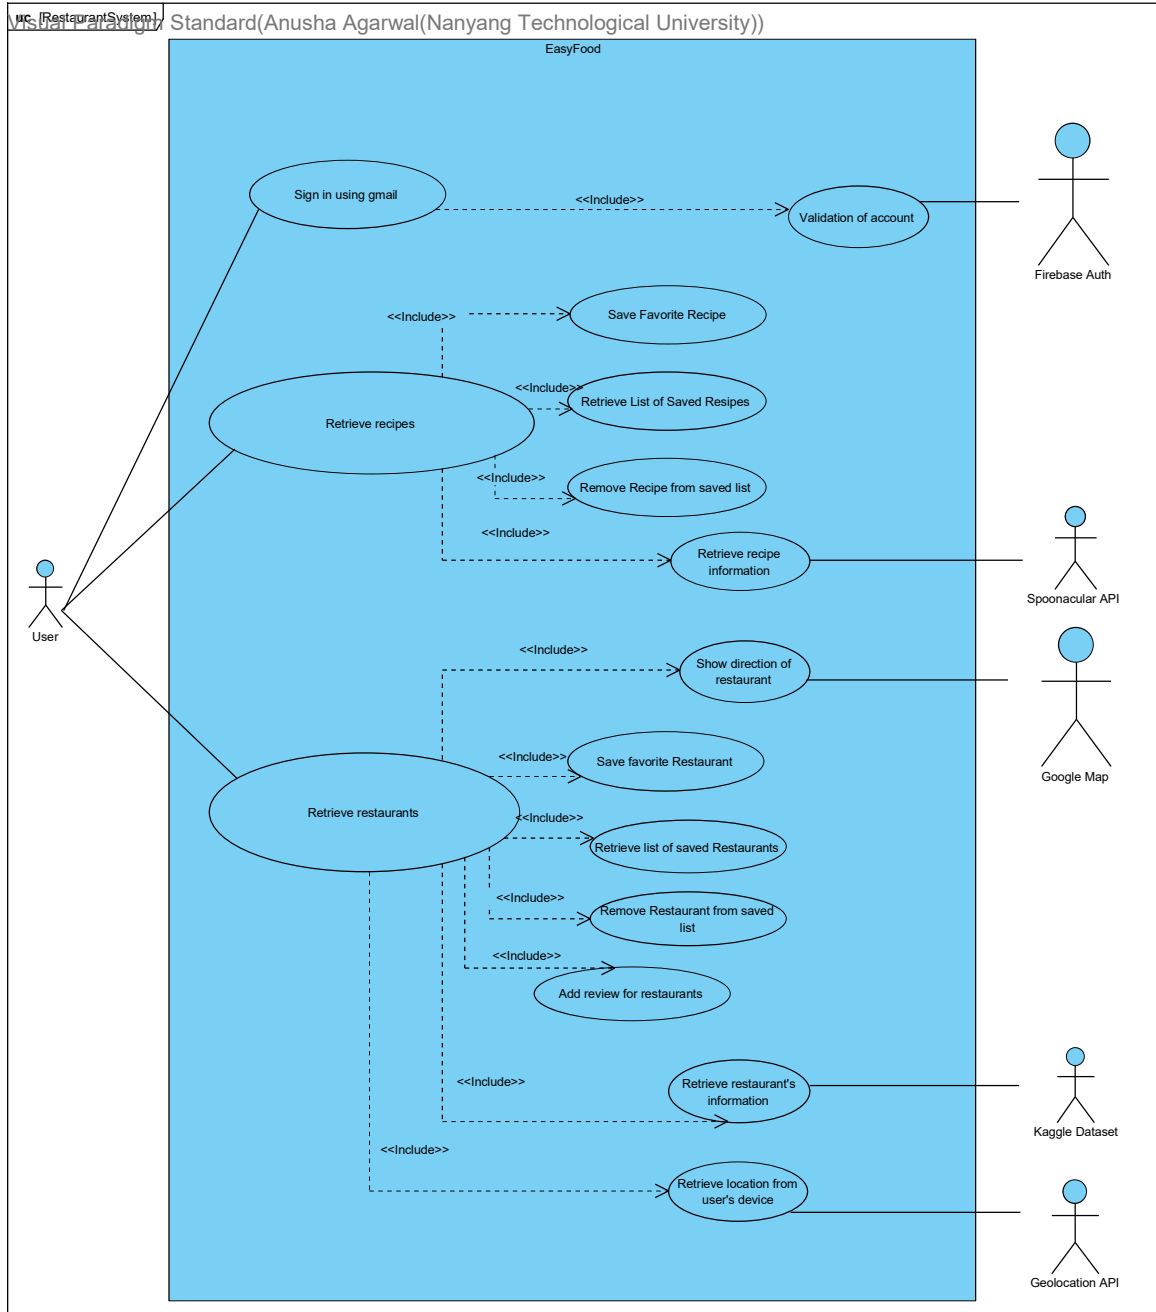 uc [RestaurantSystem]
Visual Paradigm Standard(Anusha Agarwal(Nanyang Technological University))
EasyFood
Sign in using gmail
<<Include>>
Validation of account
Firebase Auth
<<Include>>
Save Favorite Recipe
<<Include>>
Retrieve List of Saved Resipes
Retrieve recipes
<<Include>>
Remove Recipe from saved list
<<Include>>
Retrieve recipe
information
Spoonacular API
User
<<Include>>
Show direction of
restaurant
Google Map
<<Include>>
Save favorite Restaurant
Retrieve restaurants
<<Include>>
Retrieve list of saved Restaurants
<<Include>>
Remove Restaurant from saved
list
<<Include>>
Add review for restaurants
<<Include>>
Retrieve restaurant's
information
Kaggle Dataset
<<Include>>
Retrieve location from
user's device
Geolocation API